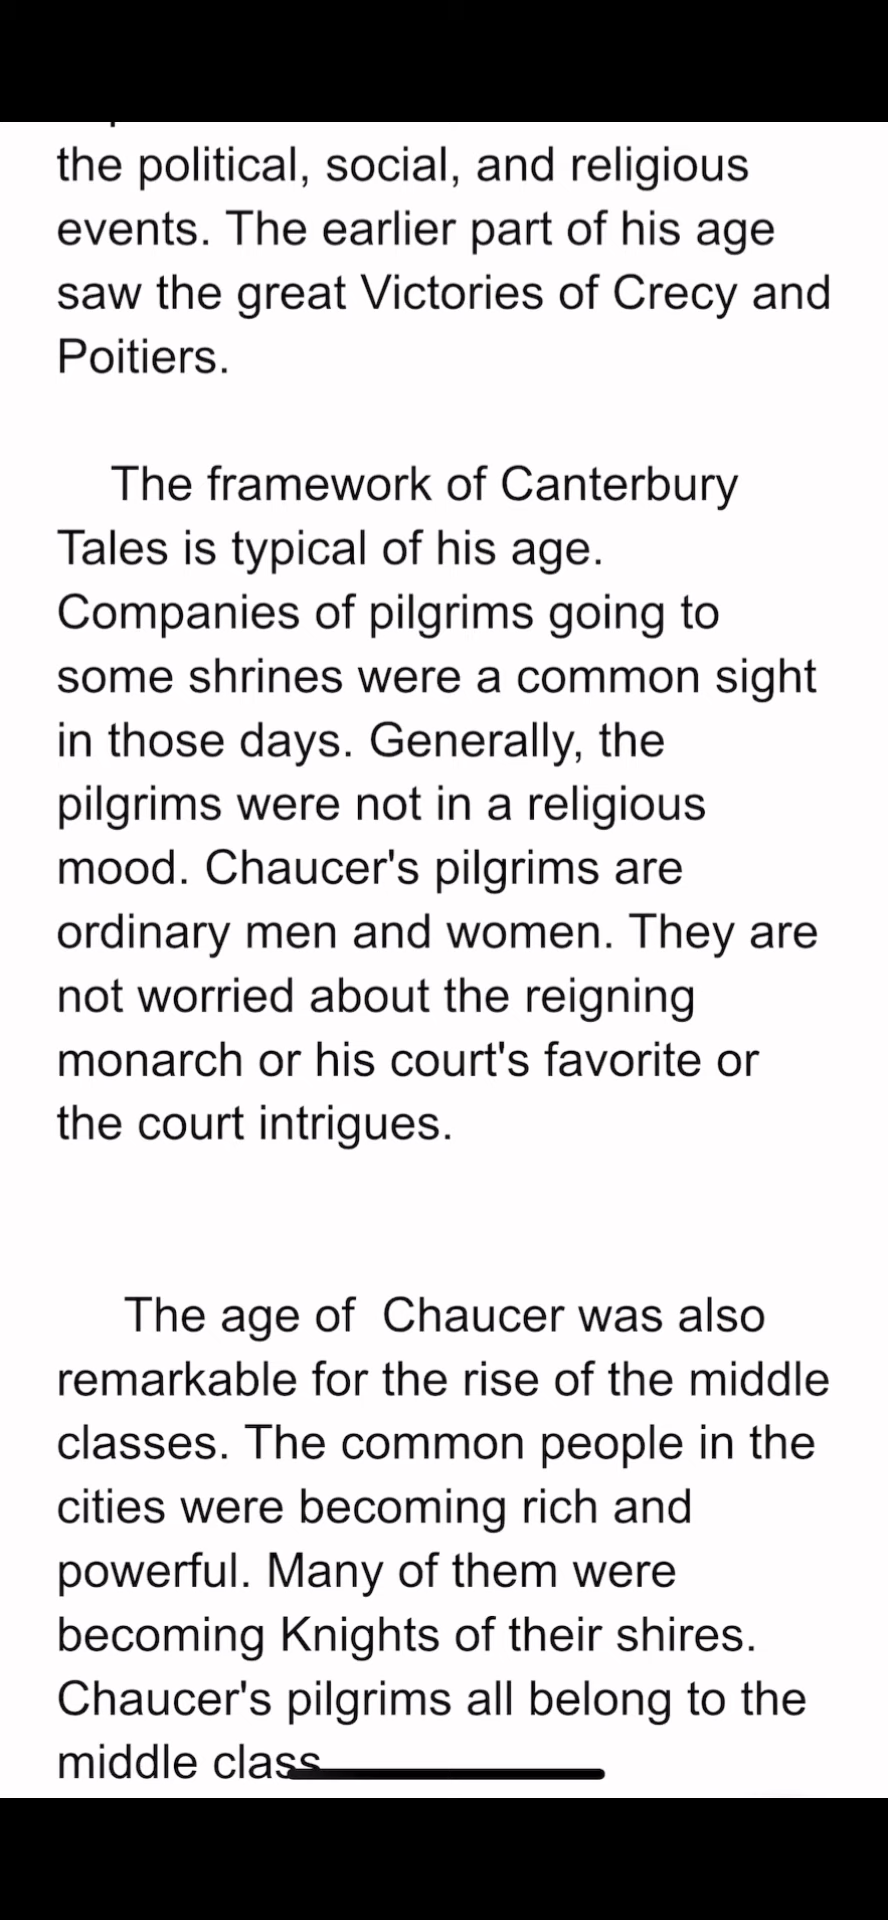 the political, social, and religious
events. The earlier part of his age
saw the great Victories of Crecy and
Poitiers.
The framework of Canterbury
Tales is typical of his age.
Companies of pilgrims going to
some shrines were a common sight
in those days. Generally, the
pilgrims were not in a religious
mood. Chaucer's pilgrims are
ordinary men and women. They are
not worried about the reigning
monarch or his court's favorite or
the court intrigues.
The age of  Chaucer was also
remarkable for the rise of the middle
classes. The common people in the
cities were becoming rich and
powerful. Many of them were
becoming Knights of their shires.
Chaucer's pilgrims all belong to the
middle class